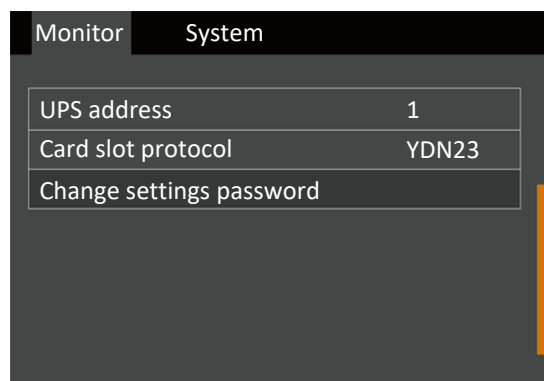 Monitor System
UPS address 1
Card slot protocol YDN23
Change settings password